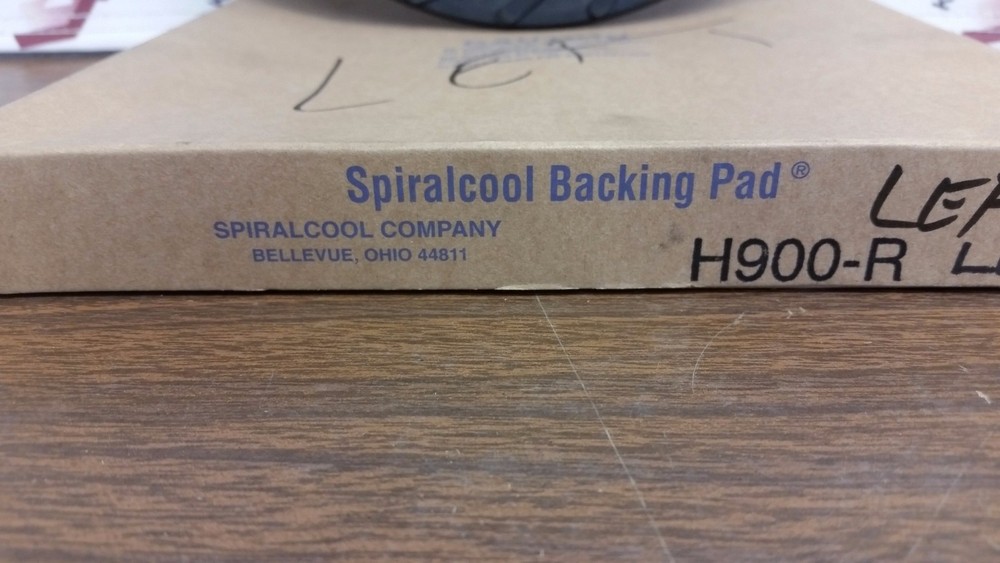 Spiralcool Backing Pad®
SPIRALCOOL COMPANY
BELLEVUE, OHIO 44811
H900-R